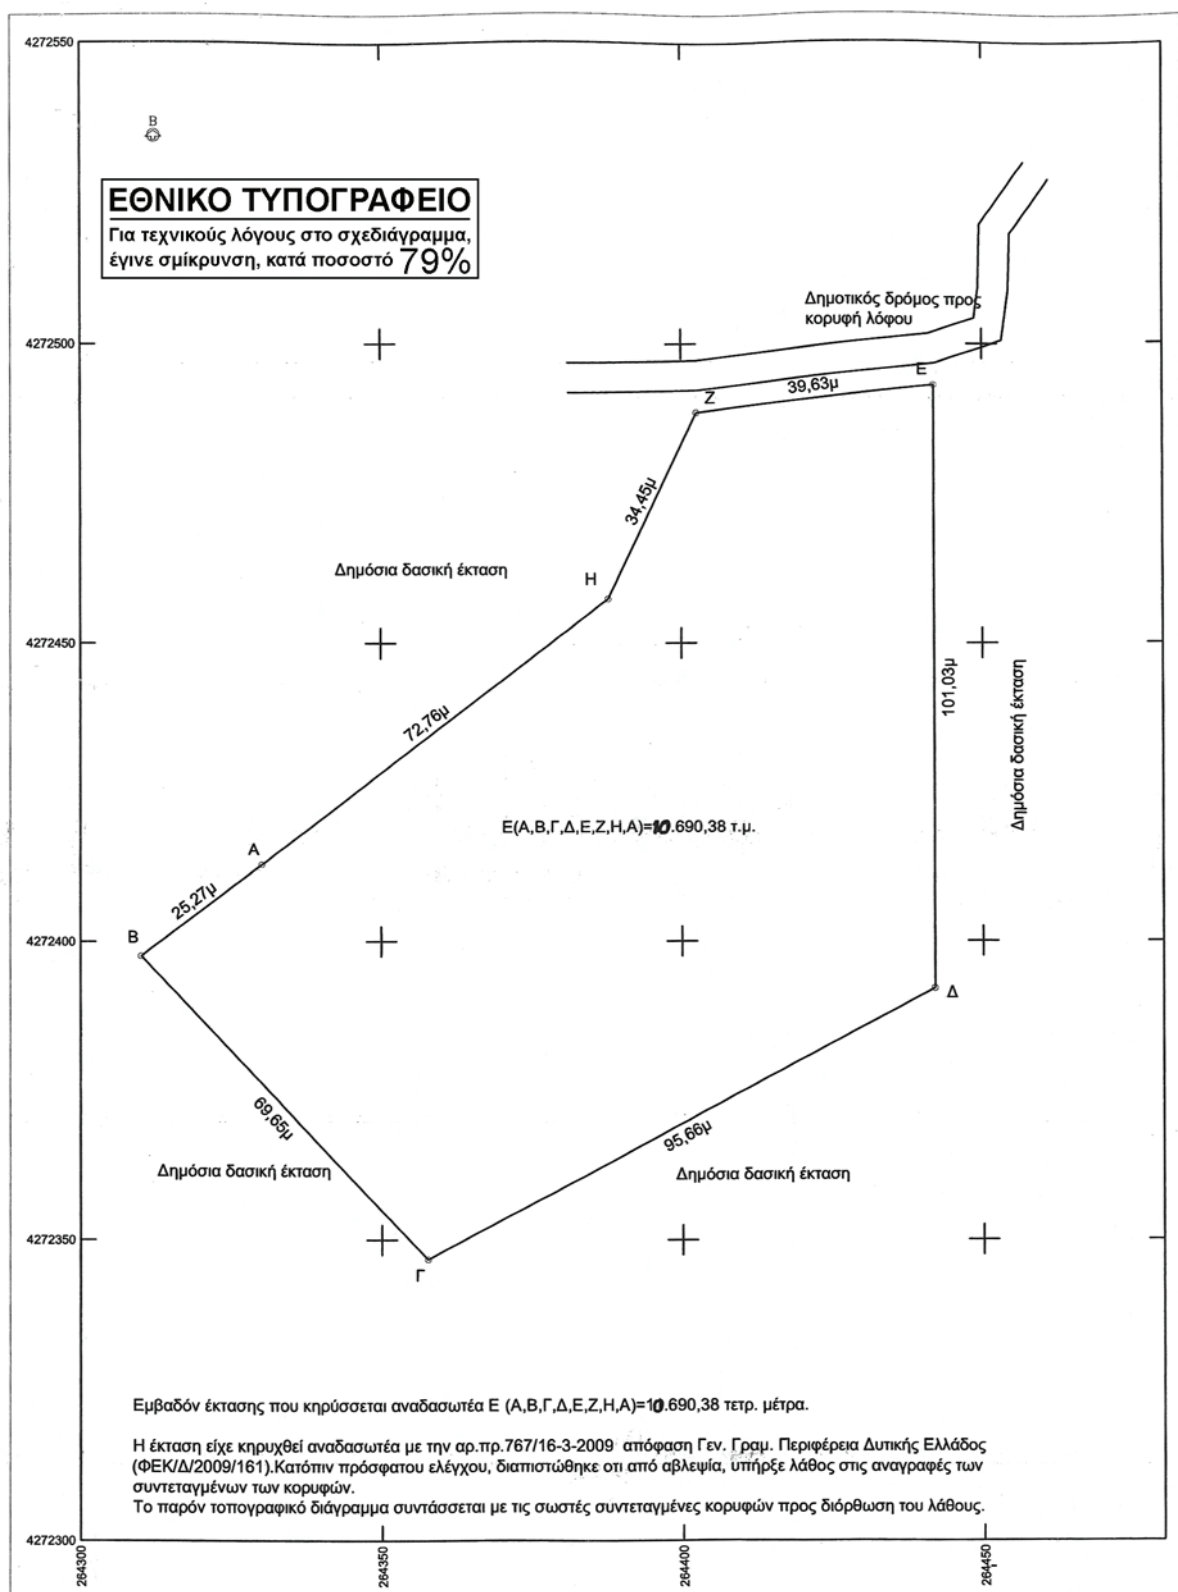 4272550
Β
ΕΘΝΙΚΟ ΤΥΠΟΓΡΑΦΕΙΟ
Για τεχνικούς λόγους στο σχεδιάγραμμα,
έγινε σμίκρυνση, κατά ποσοστό 79%
Δημοτικός δρόμος προς
κορυφή λόφου
4272500
Ε
39,63μ
Ζ
34,45μ
Δημόσια δασική έκταση
Η
4272450
101,03μ
Δημόσια δασική έκταση
72,76μ
Ε(Α,Β,Γ,Δ,Ε,Ζ,Η,Α)=10.690,38 τ.μ.
Α
25,27μ
Β
4272400
Δ
69,65μ
95,66μ
Δημόσια δασική έκταση
Δημόσια δασική έκταση
4272350
Γ
Εμβαδόν έκτασης που κηρύσσεται αναδασωτέα Ε (Α,Β,Γ,Δ,Ε,Ζ,Η,Α)=10.690,38 τετρ. μέτρα.
Η έκταση είχε κηρυχθεί αναδασωτέα με την αρ.πρ.767/16-3-2009 απόφαση Γεν. Γραμ. Περιφέρεια Δυτικής Ελλάδος
(ΦΕΚ/Δ/2009/161).Κατόπιν πρόσφατου ελέγχου, διαπιστώθηκε οτι από αβλεψία, υπήρξε λάθος στις αναγραφές των
συντεταγμένων των κορυφών.
Το παρόν τοπογραφικό διάγραμμα συντάσσεται με τις σωστές συντεταγμένες κορυφών προς διόρθωση του λάθους.
4272300
264300
264350
264400
264450